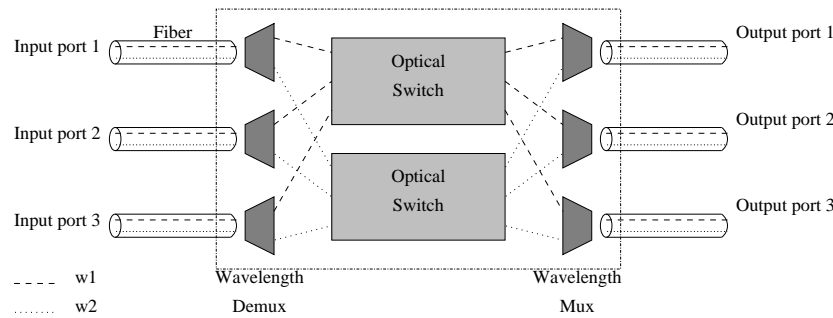 Fiber
Input port 1
Output port 1
Optical
Switch
Input port 2
Output port 2
Optical
Switch
Input port 3
Output port 3
w1
Wavelength
Demux
Wavelength
Mux
w2